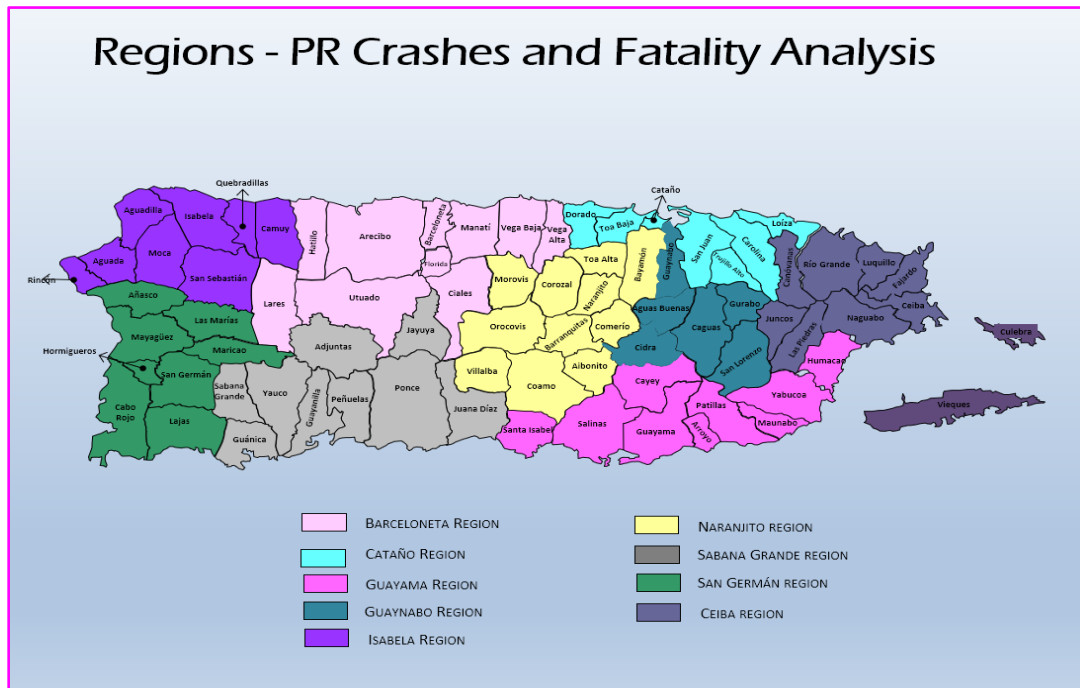 Regions - PR Crashes and Fatality Analysis
Quebradillas
Cataño
Aguadilla
Isabela
Camuy
Hatillo
Arecibo
Barceloneta
Manatí
Vega Baja
Vega Alta
Dorado
Toa Baja
Loíza
San Juan
Carolina
Trujillo Alto
Guaynabo
Bayamón
Toa Alta
Canóvanas
Río Grande
Luquillo
Fajardo
Ceiba
Moca
Aguada
Rincón
San Sebastián
Florida
Morovis
Corozal
Naranjito
Añasco
Las Marías
Lares
Utuado
Ciales
Jayuya
Orocovis
Barranquitas
Comerío
Aguas Buenas
Cidra
Caguas
Gurabo
Juncos
Las Piedras
Naguabo
San Lorenzo
Humacao
Culebra
Mayagüez
Hormigueros
Maricao
San Germán
Sabana Grande
Adjuntas
Yauco
Guayanilla
Peñuelas
Ponce
Juana Díaz
Villalba
Coamo
Aibonito
Cayey
Patillas
Yabucoa
Maunabo
Vieques
Cabo Rojo
Lajas
Guánica
Santa Isabel
Salinas
Guayama
Arroyo
Barceloneta Region
Cataño Region
Guayama Region
Guaynabo Region
Isabela Region
Naranjito region
Sabana Grande region
San Germán region
Ceiba region